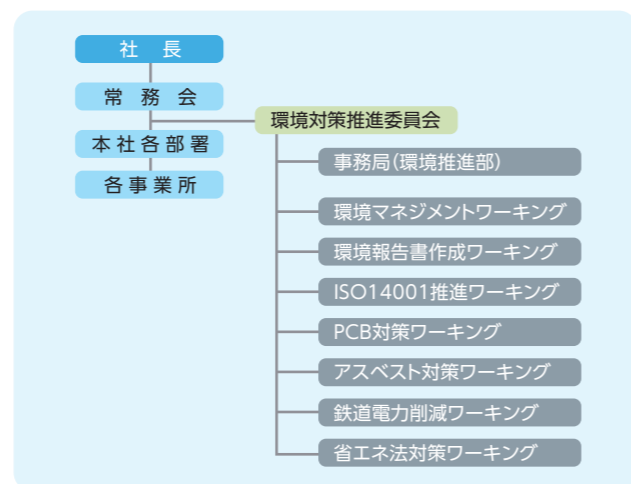 社長
常務会
本社各部署
各事業所
環境対策推進委員会
事務局(環境推進部)
環境マネジメントワーキング
環境報告書作成ワーキング
ISO14001推進ワーキング
PCB対策ワーキング
アスベスト対策ワーキング
鉄道電力削減ワーキング
省エネ法対策ワーキング